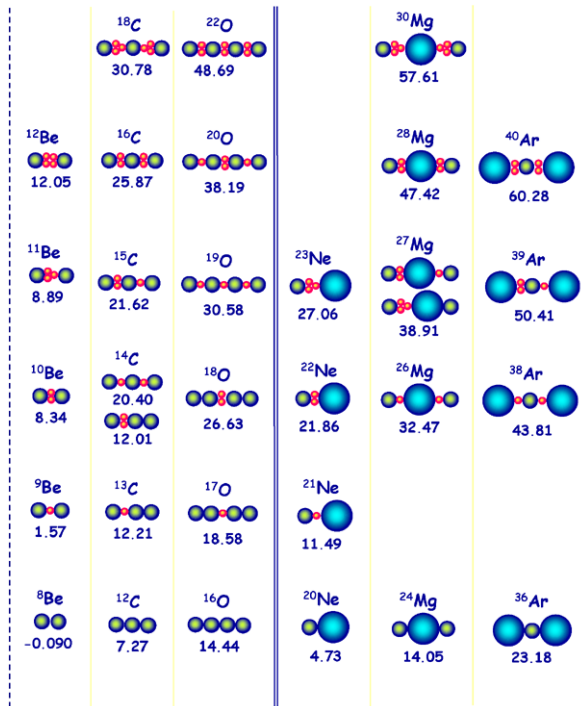 ¹⁸C ²²O ³⁰Mg
30.78 48.69 57.61
¹²Be ¹⁶C ²⁰O ²⁸Mg ⁴⁰Ar
12.05 25.87 38.19 47.42 60.28
¹¹Be ¹⁵C ¹⁹O ²³Ne ²⁷Mg ³⁹Ar
8.89 21.62 30.58 27.06 38.91 50.41
¹⁰Be ¹⁴C ¹⁸O ²²Ne ²⁶Mg ³⁸Ar
8.34 20.40 26.63 21.86 32.47 43.81
12.01
⁹Be ¹³C ¹⁷O ²¹Ne
1.57 12.21 18.58 11.49
⁸Be ¹²C ¹⁶O ²⁰Ne ²⁴Mg ³⁶Ar
-0.090 7.27 14.44 4.73 14.05 23.18